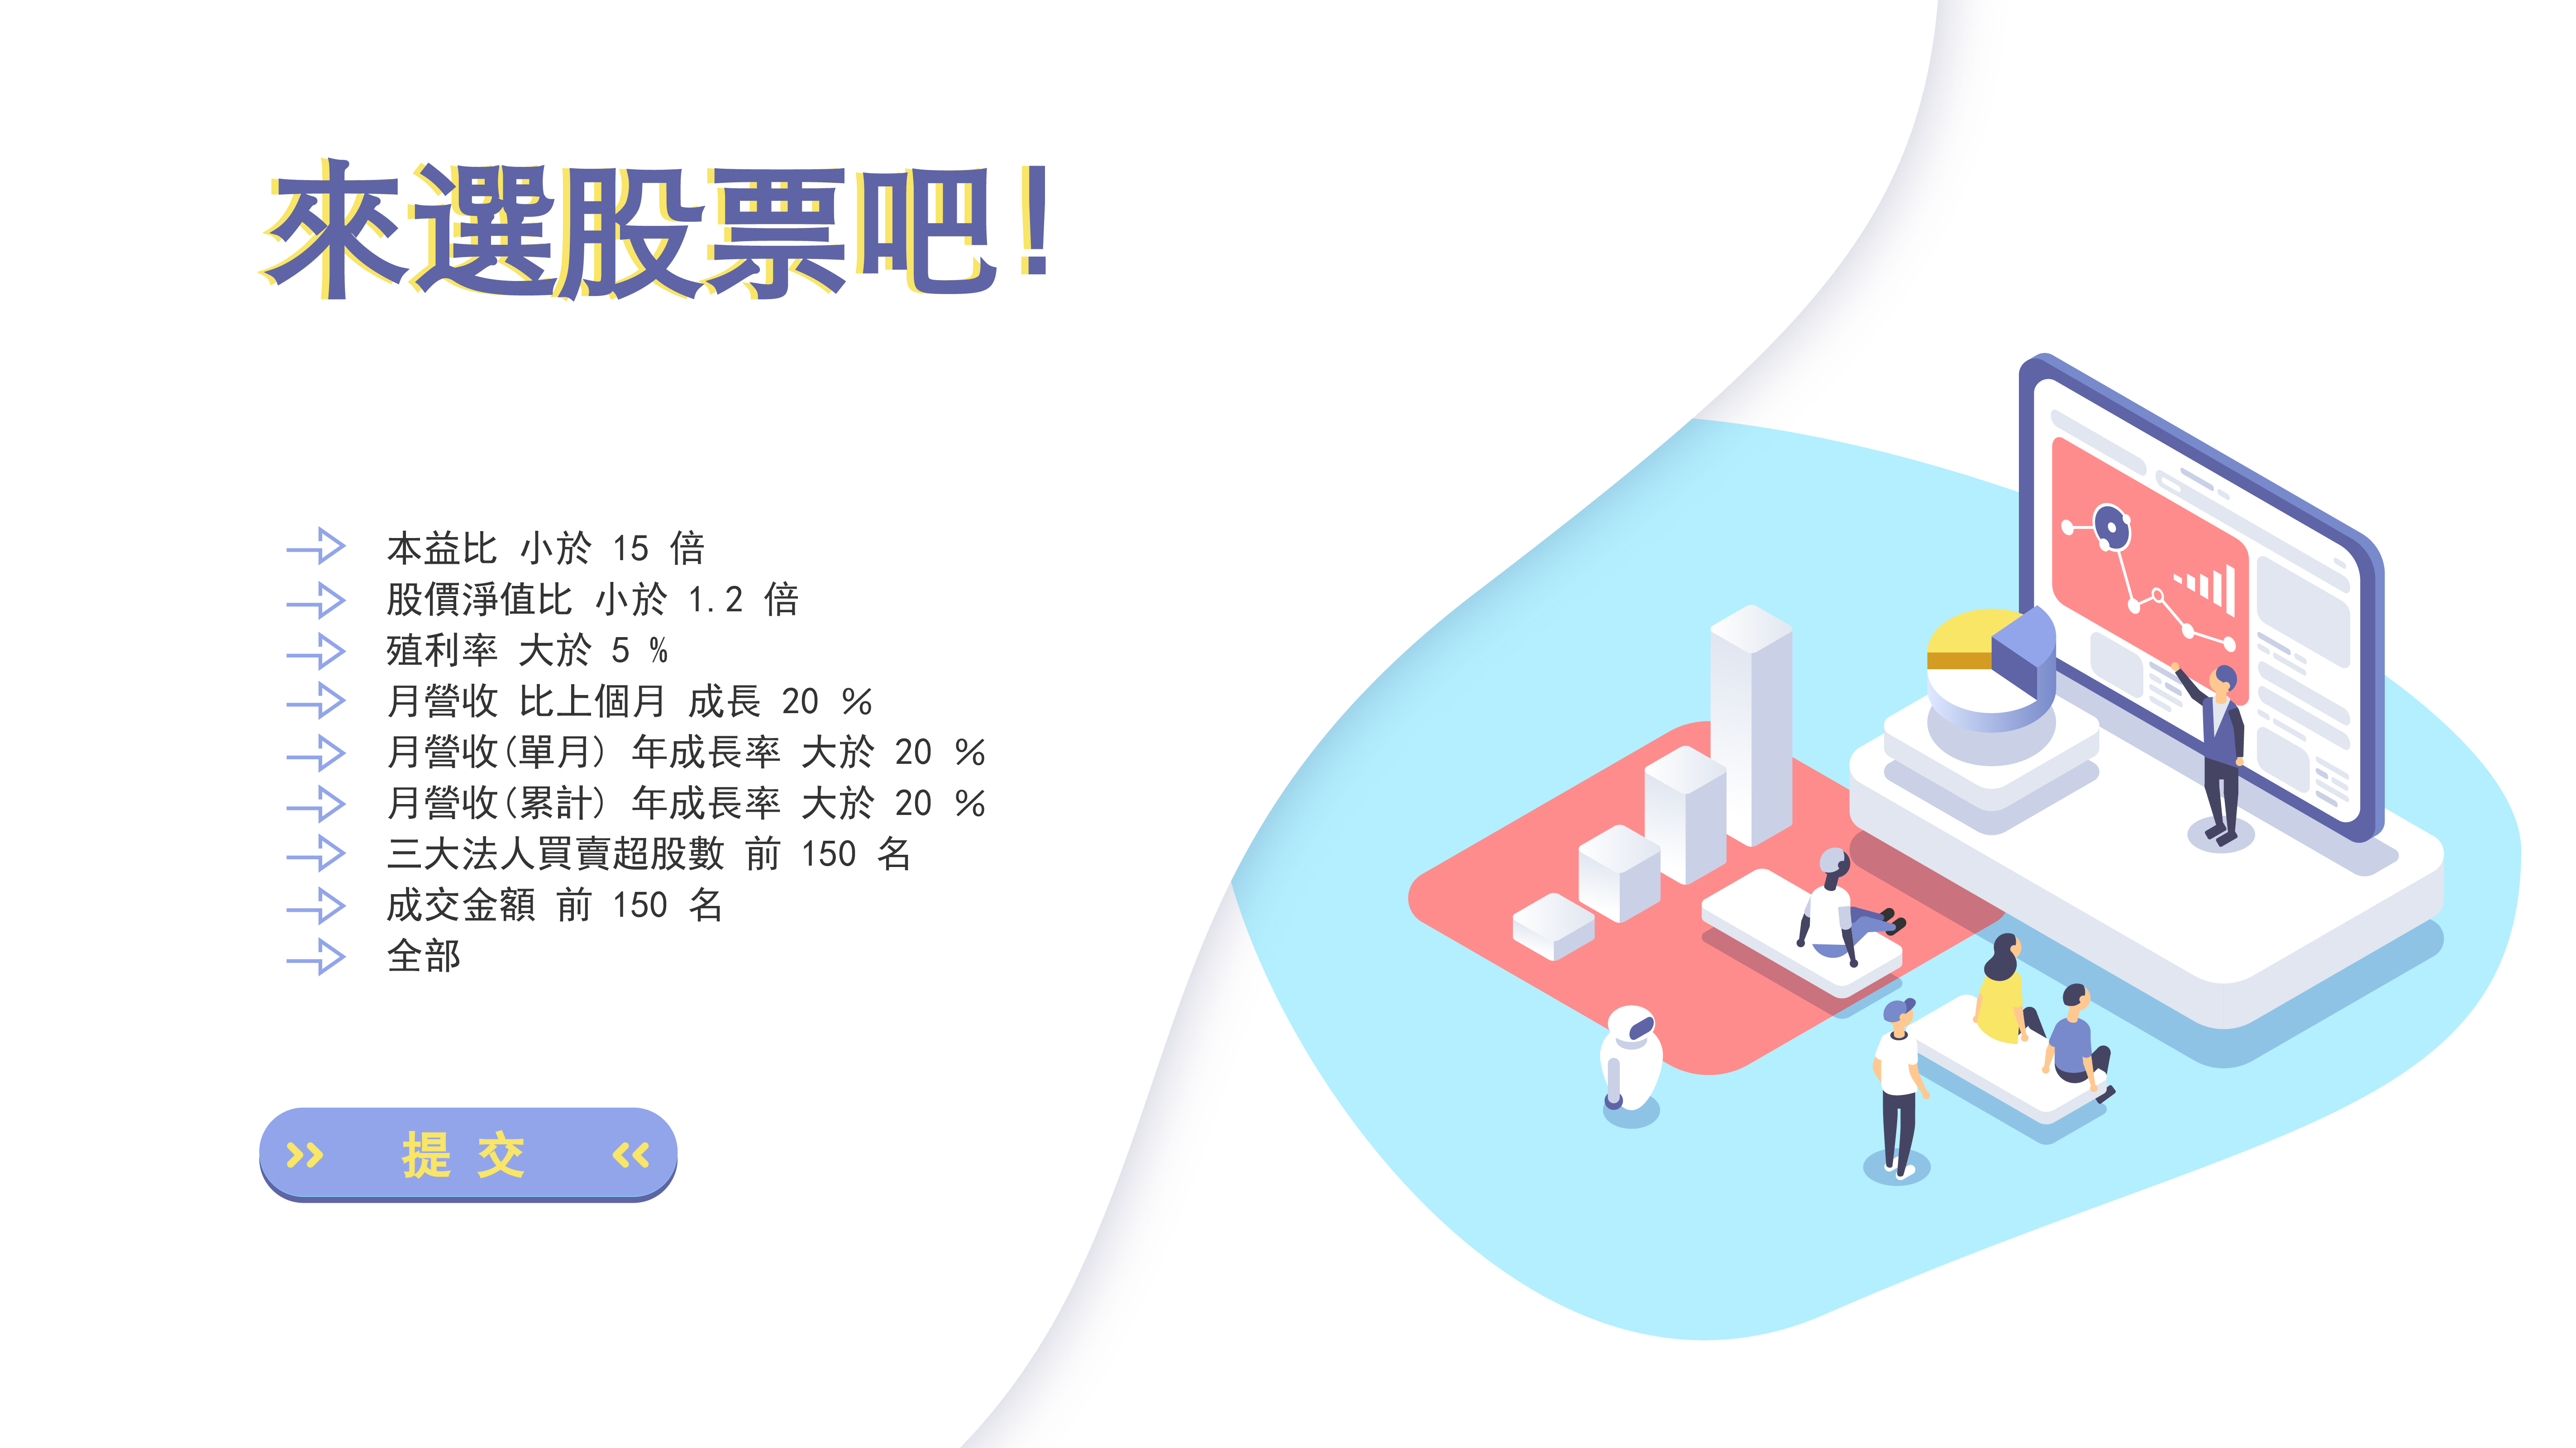 來選股票吧!
本益比 小於 15 倍
股價淨值比 小於 1.2 倍
殖利率 大於 5 %
月營收 比上個月 成長 20 %
月營收(單月) 年成長率 大於 20 %
月營收(累計) 年成長率 大於 20 %
三大法人買賣超股數 前 150 名
成交金額 前 150 名
全部
提 交